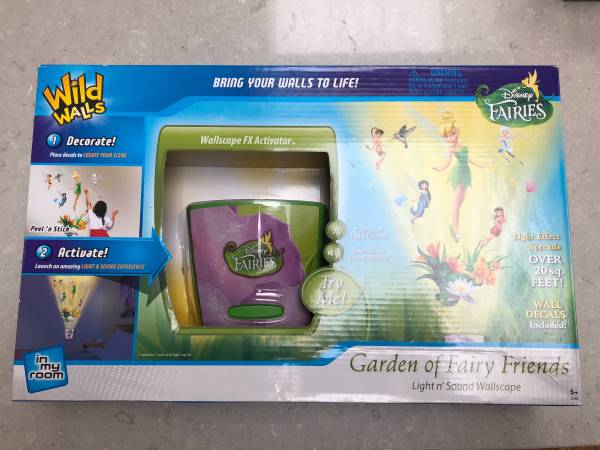 Wild
WALLS
BRING YOUR WALLS TO LIFE!
WARNING:
Disney
FAIRIES
1 Decorate!
Place decals to CREATE YOUR SCENE
Peel 'n Stick
2 Activate!
Launch an amazing LIGHT & SOUND EXPERIENCE
in
my
room
Wallscape FX Activator™
Disney
FAIRIES
Try
Me!
Light Effect
Spreads
OVER
20 sq.
FEET!
WALL
DECALS
Included!
Garden of Fairy Friends
Light n' Sound Wallscape
5+